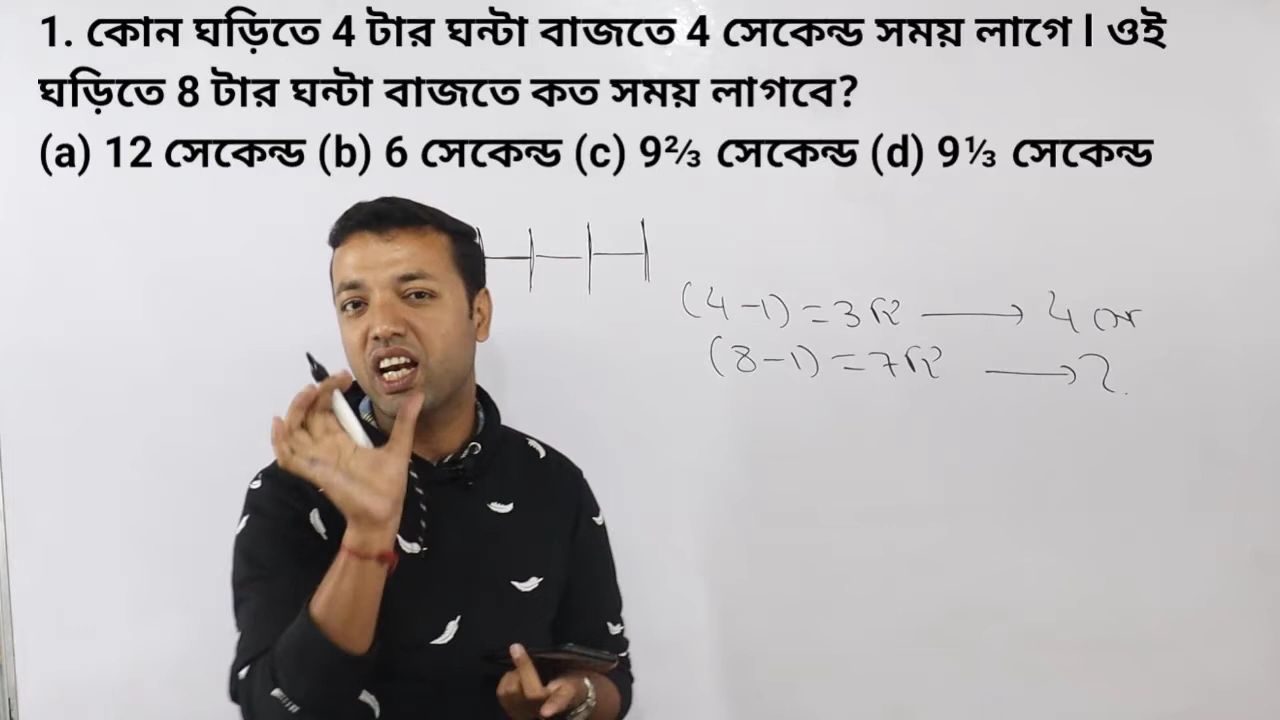 1. কোন ঘড়িতে 4 টার ঘন্টা বাজতে 4 সেকেন্ড সময় লাগে। ওই
ঘড়িতে 8 টার ঘন্টা বাজতে কত সময় লাগবে?
(a) 12 সেকেন্ড (b) 6 সেকেন্ড (c) 9⅔ সেকেন্ড (d) 9⅓ সেকেন্ড
(4-1) = 3 → 4
(8-1) = 7 → ?